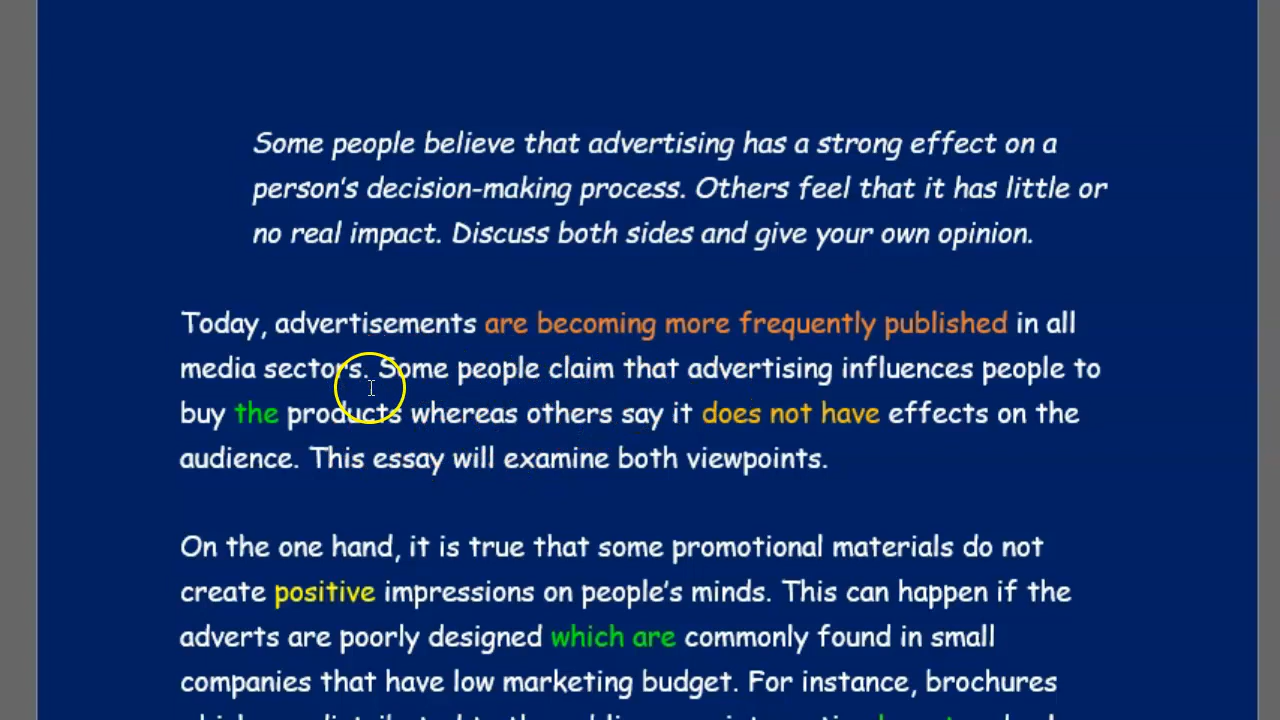 Some people believe that advertising has a strong effect on a
person's decision-making process. Others feel that it has little or
no real impact. Discuss both sides and give your own opinion.
Today, advertisements are becoming more frequently published in all
media sectors. Some people claim that advertising influences people to
buy the products whereas others say it does not have effects on the
audience. This essay will examine both viewpoints.
On the one hand, it is true that some promotional materials do not
create positive impressions on people's minds. This can happen if the
adverts are poorly designed which are commonly found in small
companies that have low marketing budget. For instance, brochures